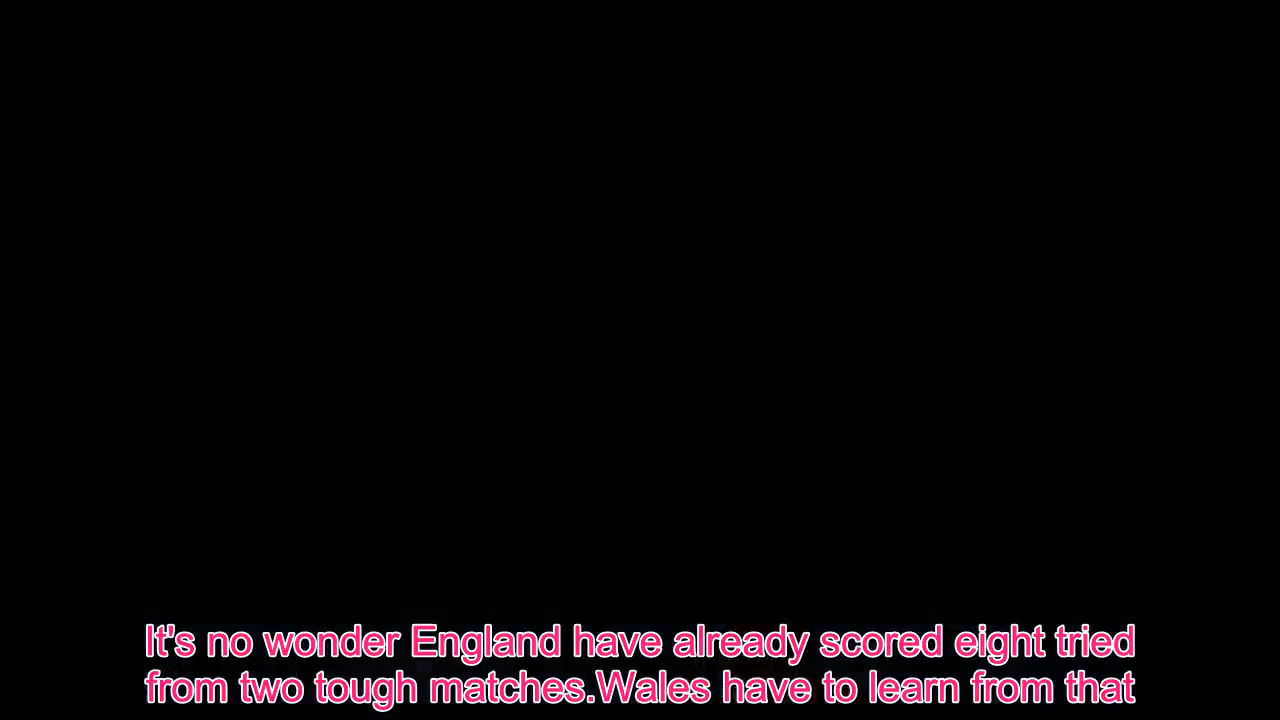 It's no wonder England have already scored eight tried
from two tough matches.Wales have to learn from that